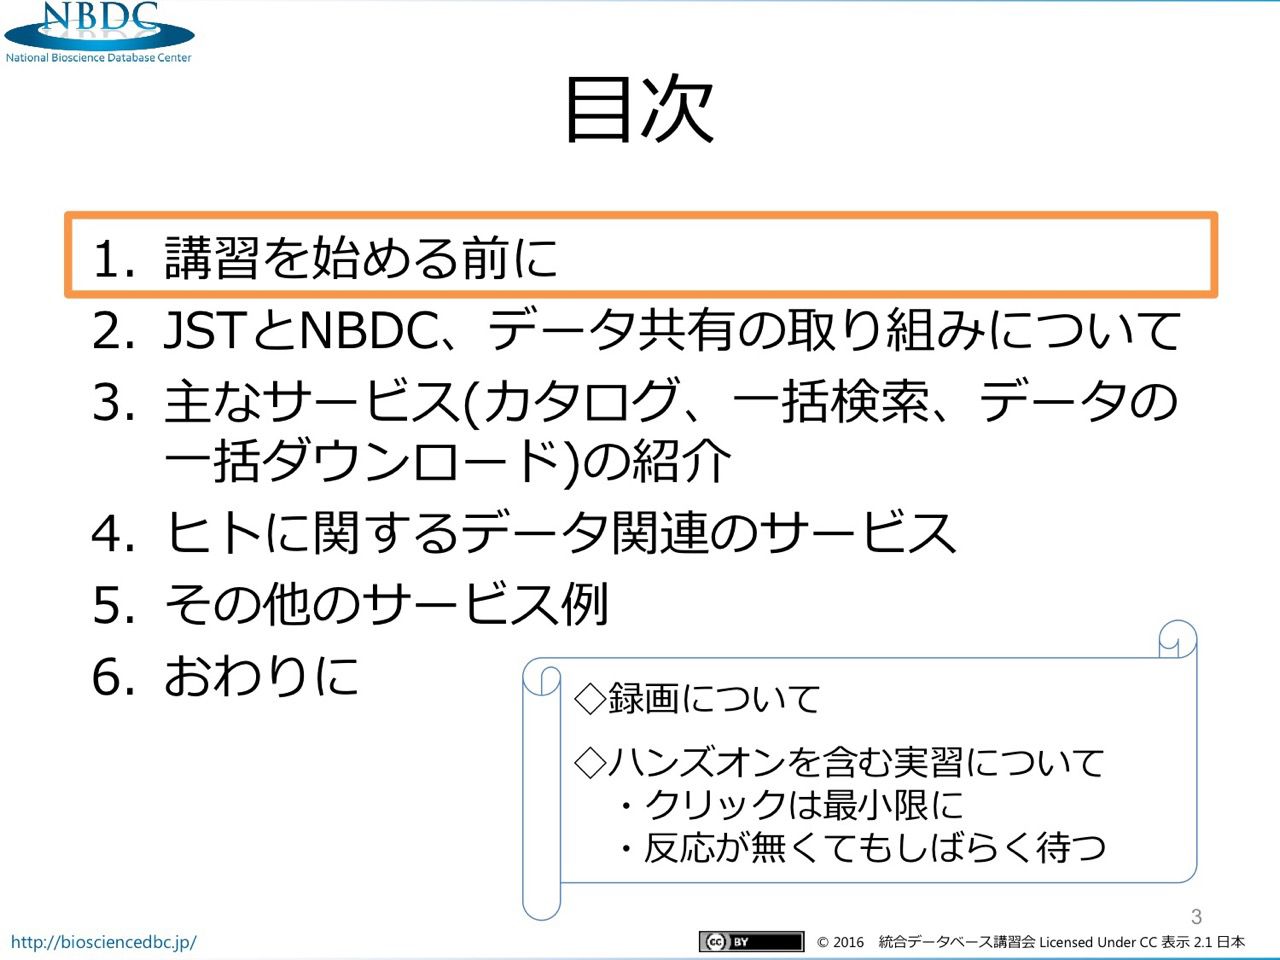 NBDC
National Bioscience Database Center
目次
1. 講習を始める前に
2. JSTとNBDC、データ共有の取り組みについて
3. 主なサービス(カタログ、一括検索、データの
一括ダウンロード)の紹介
4. ヒトに関するデータ関連のサービス
5. その他のサービス例
6. おわりに
◇録画について
◇ハンズオンを含む実習について
・クリックは最小限に
・反応が無くてもしばらく待つ
3
http://biosciencedbc.jp/
cc BY
© 2016 統合データベース講習会 Licensed Under CC 表示 2.1 日本